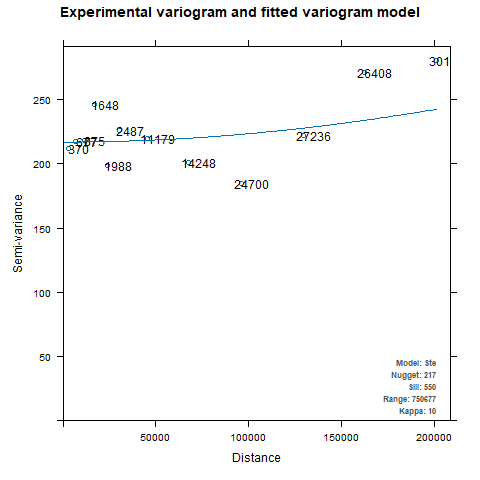 Experimental variogram and fitted variogram model
Semi-variance
250
200
150
100
50
370
875
1648
1988
2487
11179
14248
24700
27236
26408
301
Model: Ste
Nugget: 217
Sill: 550
Range: 750677
Kappa: 10
50000 100000 150000 200000
Distance